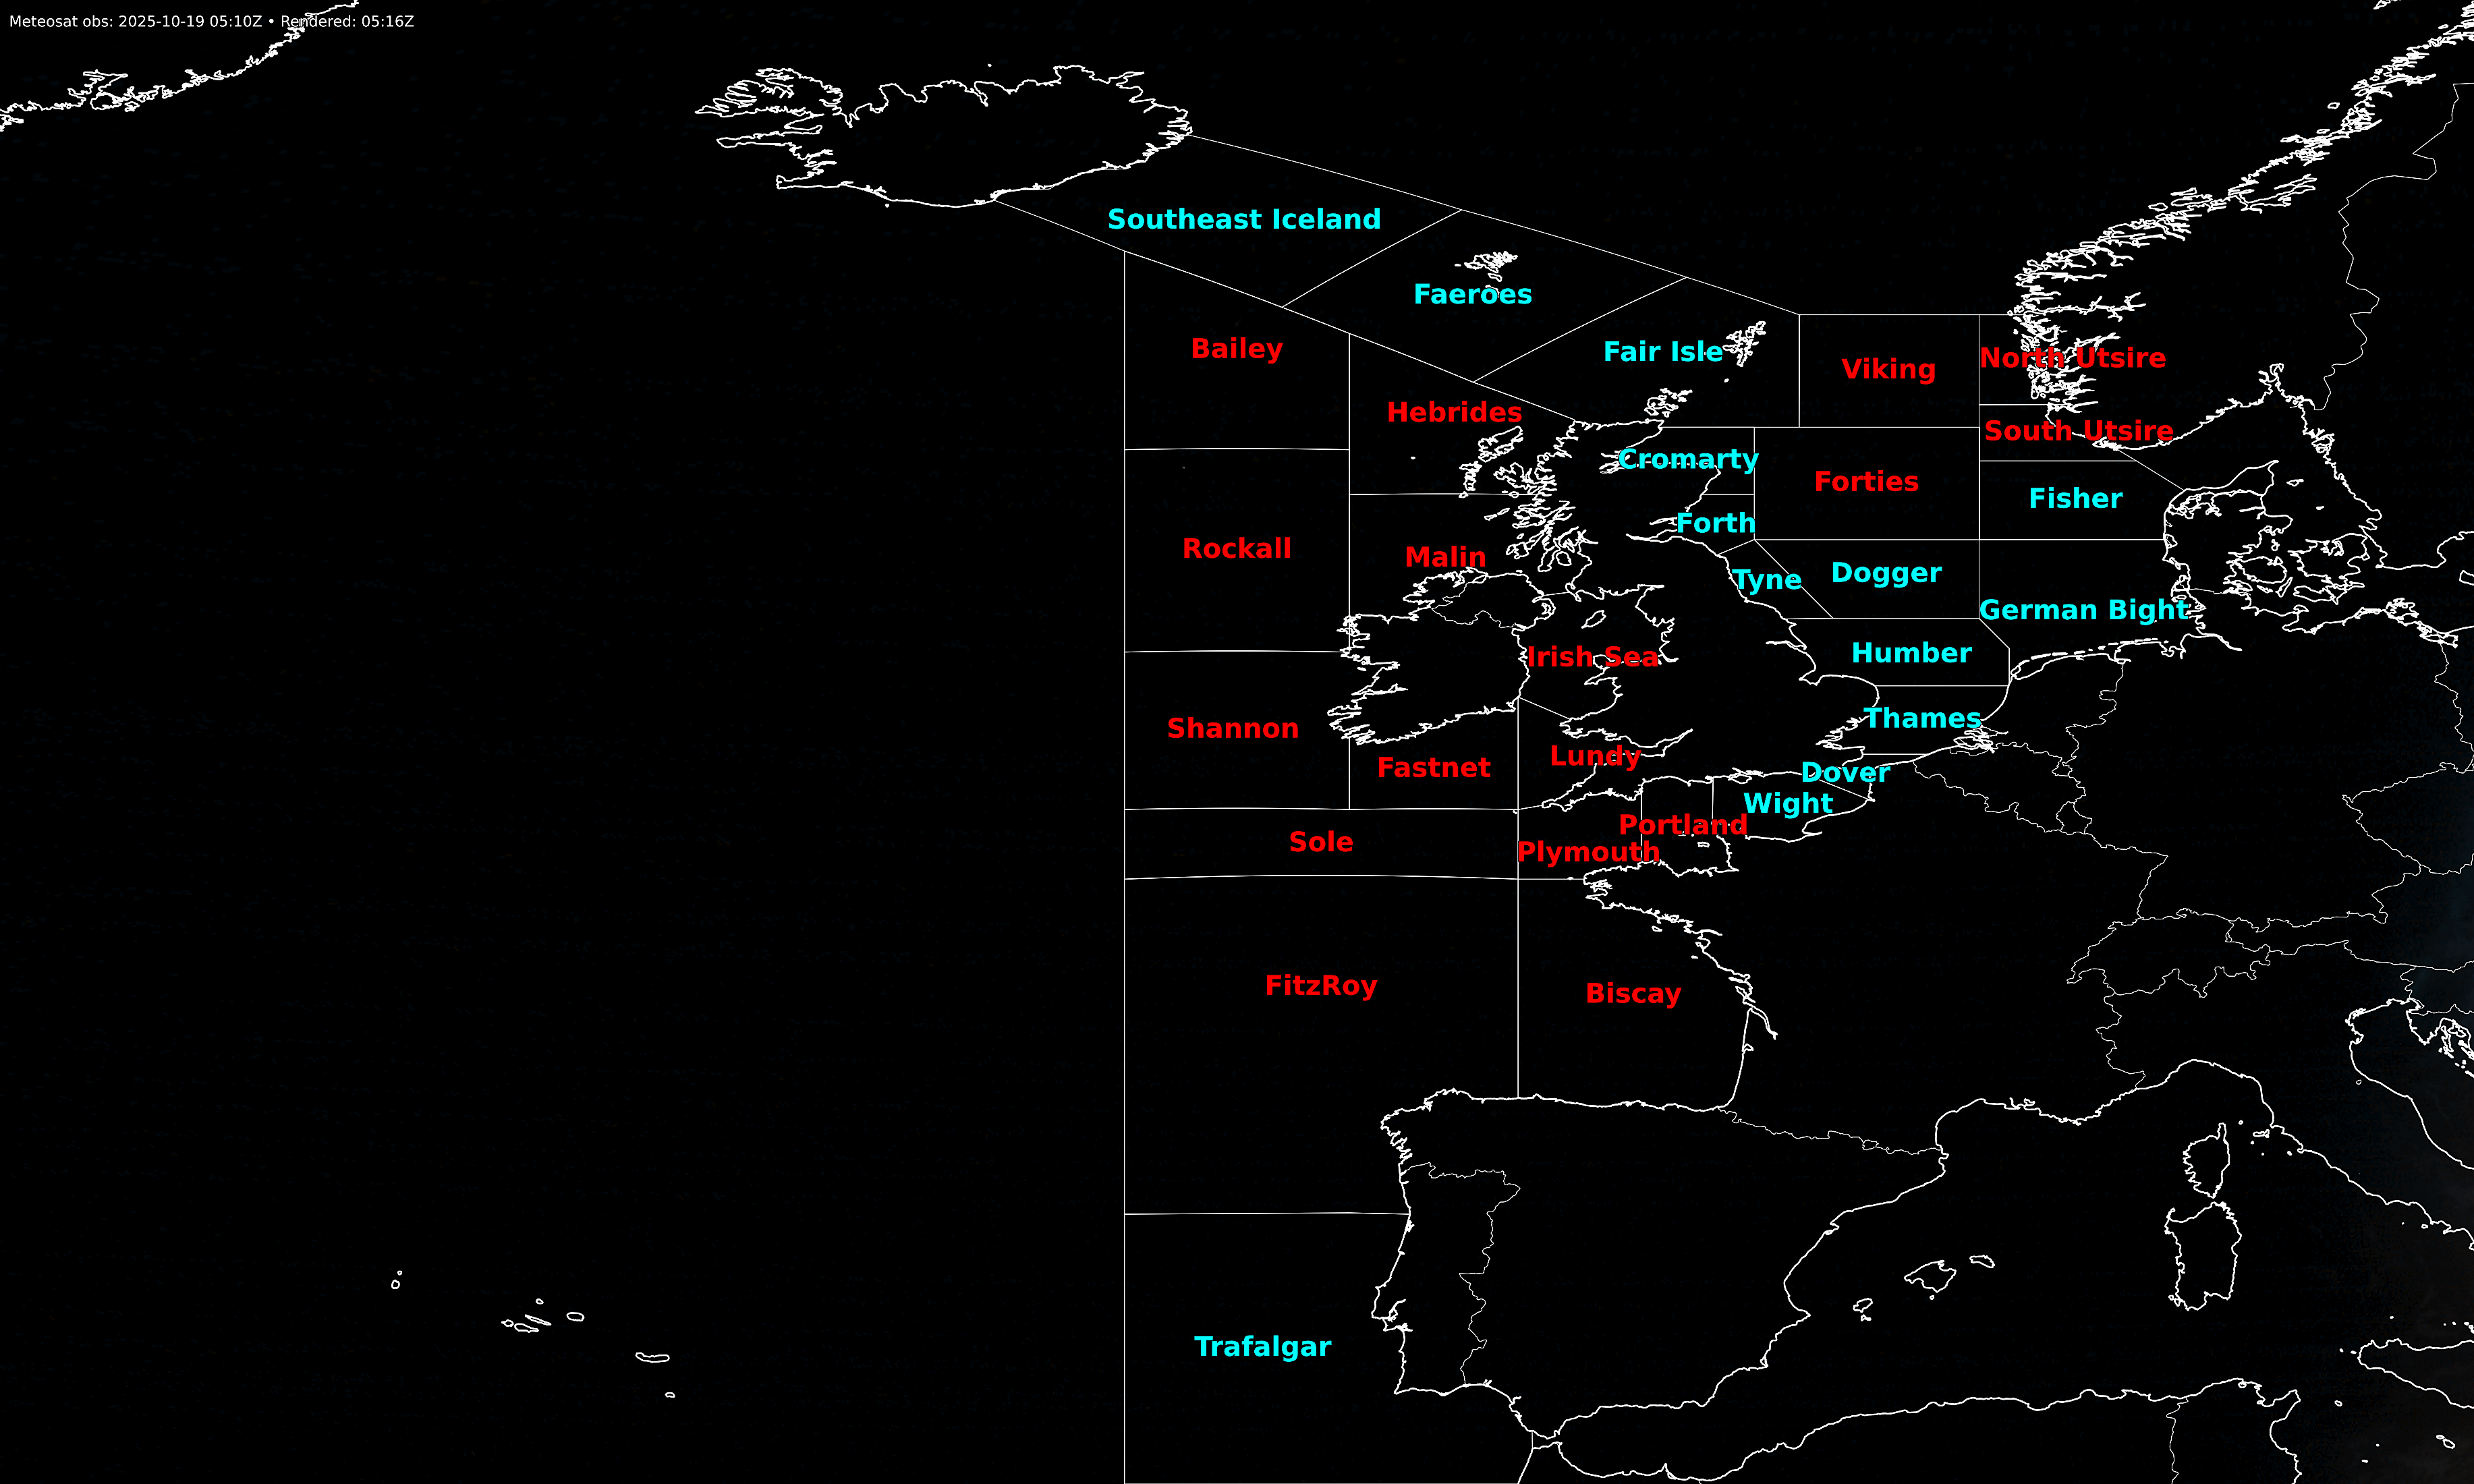 Meteosat obs: 2025-10-19 05:10Z • Rendered: 05:16Z
Southeast Iceland
Faeroes
Bailey
Fair Isle
Viking
North Utsire
Hebrides
South Utsire
Cromarty
Forties
Fisher
Forth
Rockall
Malin
Tyne
Dogger
German Bight
Irish Sea
Humber
Shannon
Thames
Fastnet
Lundy
Dover
Wight
Portland
Sole
Plymouth
FitzRoy
Biscay
Trafalgar